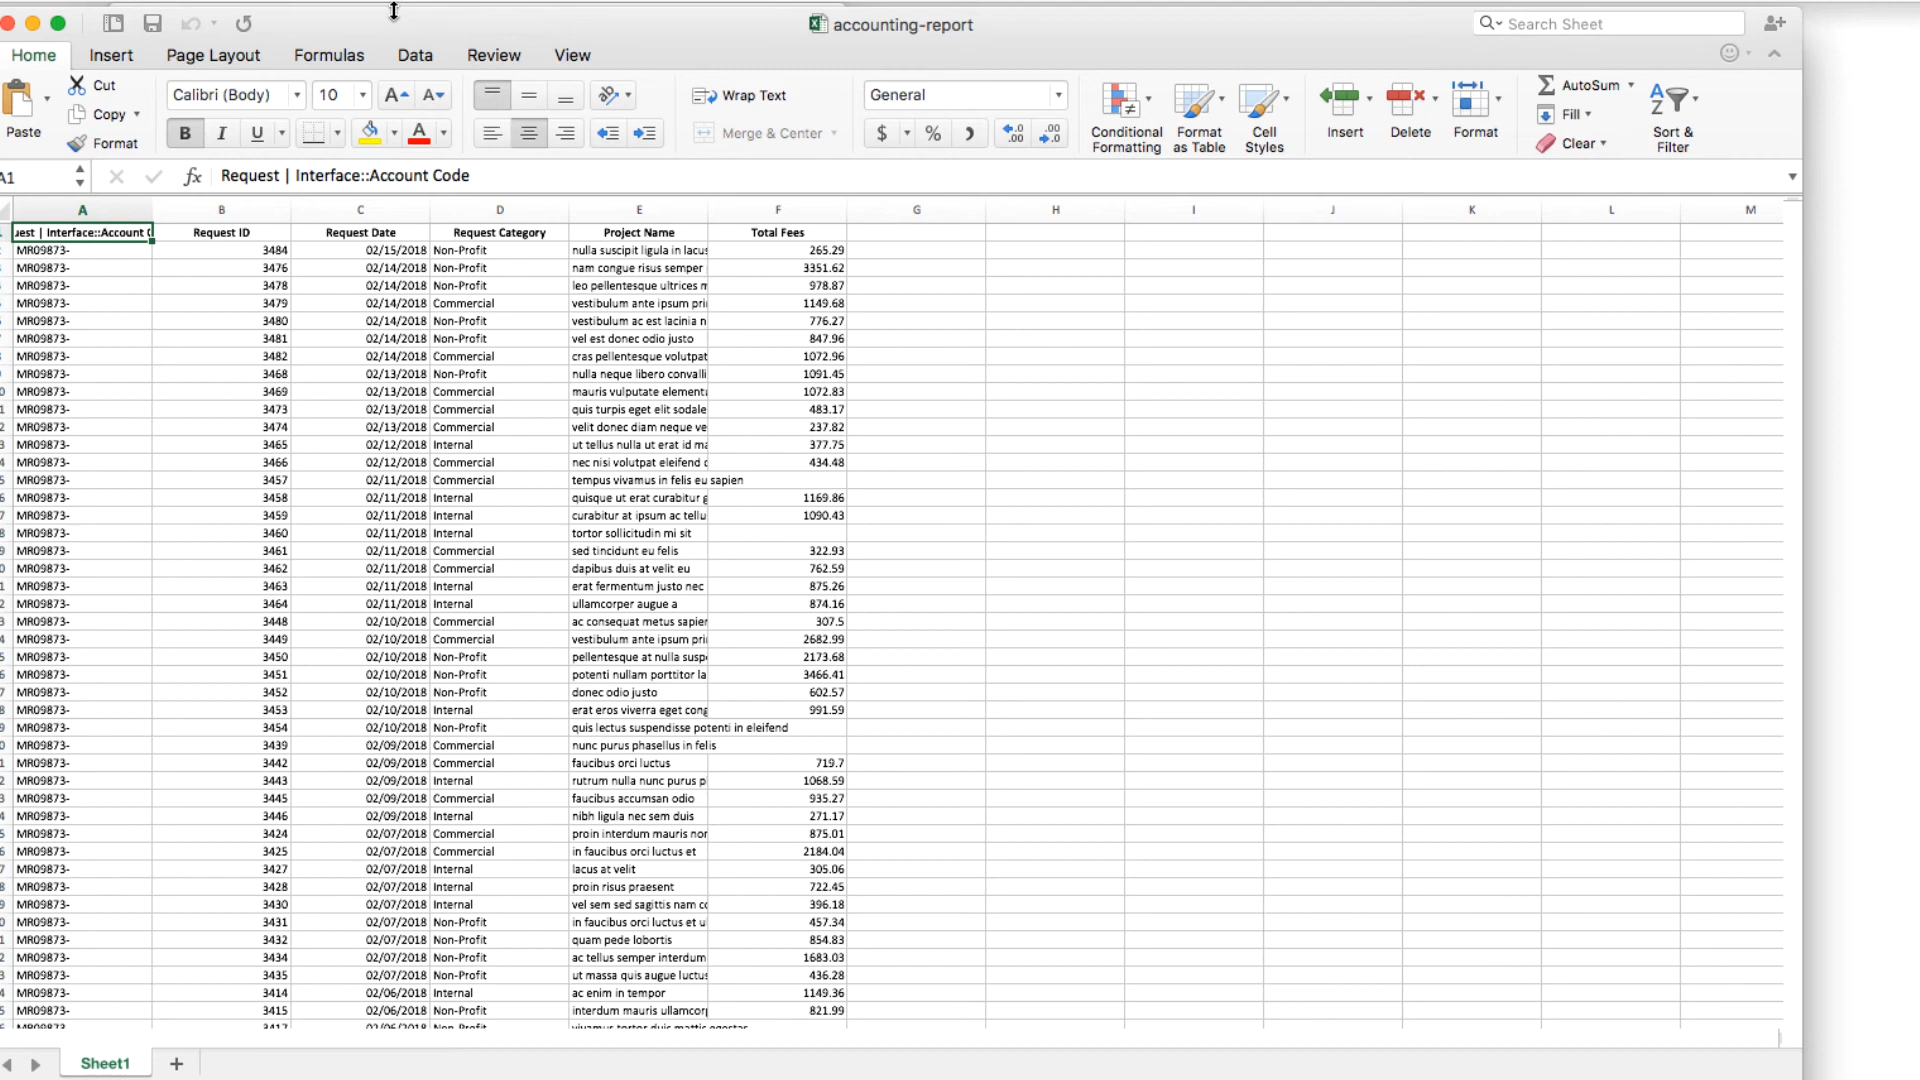 accounting-report
Search Sheet
Home Insert Page Layout Formulas Data Review View
Cut
Copy
Format
Paste
Calibri (Body) 10
B I U
Wrap Text
Merge & Center
General
$ %
Conditional Formatting
Format as Table
Cell Styles
Insert
Delete
Format
AutoSum
Fill
Clear
Sort & Filter
A1 fx Request | Interface::Account Code
A B C D E F G H I J K L M
uest | Interface::Account C Request ID Request Date Request Category Project Name Total Fees
MR09873- 3484 02/15/2018 Non-Profit nulla suscipit ligula in lacus 265.29
MR09873- 3476 02/14/2018 Non-Profit nam congue risus semper 3351.62
MR09873- 3478 02/14/2018 Non-Profit leo pellentesque ultrices m 978.87
MR09873- 3479 02/14/2018 Commercial vestibulum ante ipsum pri 1149.68
MR09873- 3480 02/14/2018 Non-Profit vestibulum ac est lacinia n 776.27
MR09873- 3481 02/14/2018 Non-Profit vel est donec odio justo 847.96
MR09873- 3482 02/14/2018 Commercial cras pellentesque volutpat 1072.96
MR09873- 3468 02/13/2018 Non-Profit nulla neque libero convalli 1091.45
MR09873- 3469 02/13/2018 Commercial mauris vulputate element 1072.83
MR09873- 3473 02/13/2018 Commercial quis turpis eget elit sodale 483.17
MR09873- 3474 02/13/2018 Commercial velit donec diam neque ve 237.82
MR09873- 3465 02/12/2018 Internal ut tellus nulla ut erat id ma 377.75
MR09873- 3466 02/12/2018 Commercial nec nisi volutpat eleifend 434.48
MR09873- 3457 02/11/2018 Commercial tempus vivamus in felis eu sapien
MR09873- 3458 02/11/2018 Internal quisque ut erat curabitur g 1169.86
MR09873- 3459 02/11/2018 Internal curabitur at ipsum ac tellu 1090.43
MR09873- 3460 02/11/2018 Internal tortor sollicitudin mi sit
MR09873- 3461 02/11/2018 Commercial sed tincidunt eu felis 322.93
MR09873- 3462 02/11/2018 Commercial dapibus duis at velit eu 762.59
MR09873- 3463 02/11/2018 Internal erat fermentum justo nec 875.26
MR09873- 3464 02/11/2018 Internal ullamcorper augue a 874.16
MR09873- 3448 02/10/2018 Commercial ac consequat metus sapier 307.5
MR09873- 3449 02/10/2018 Commercial vestibulum ante ipsum pri 2682.99
MR09873- 3450 02/10/2018 Non-Profit pellentesque at nulla susp 2173.68
MR09873- 3451 02/10/2018 Non-Profit potenti nullam porttitor la 3466.41
MR09873- 3452 02/10/2018 Non-Profit donec odio justo 602.57
MR09873- 3453 02/10/2018 Internal erat eros viverra eget cong 991.59
MR09873- 3454 02/10/2018 Non-Profit quis lectus suspendisse potenti in eleifend
MR09873- 3439 02/09/2018 Commercial nunc purus phasellus in felis
MR09873- 3442 02/09/2018 Commercial faucibus orci luctus 719.7
MR09873- 3443 02/09/2018 Internal rutrum nulla nunc purus p 1068.59
MR09873- 3445 02/09/2018 Commercial faucibus accumsan odio 935.27
MR09873- 3446 02/09/2018 Internal nibh ligula nec sem duis 271.17
MR09873- 3424 02/07/2018 Commercial proin interdum mauris nor 875.01
MR09873- 3425 02/07/2018 Commercial in faucibus orci luctus et 2184.04
MR09873- 3427 02/07/2018 Internal lacus at velit 305.06
MR09873- 3428 02/07/2018 Internal proin risus praesent 722.45
MR09873- 3430 02/07/2018 Internal vel sem sed sagittis nam co 396.18
MR09873- 3431 02/07/2018 Non-Profit in faucibus orci luctus et u 457.34
MR09873- 3432 02/07/2018 Non-Profit quam pede lobortis 854.83
MR09873- 3434 02/07/2018 Non-Profit ac tellus semper interdum 1683.03
MR09873- 3435 02/07/2018 Non-Profit ut massa quis augue luctus 436.28
MR09873- 3414 02/06/2018 Internal ac enim in tempor 1149.36
MR09873- 3415 02/06/2018 Non-Profit interdum mauris ullamcor 821.99
MR09873- 3417 02/06/2018 Non-Profit vivamus tortor duis mattis egestas
Sheet1 +